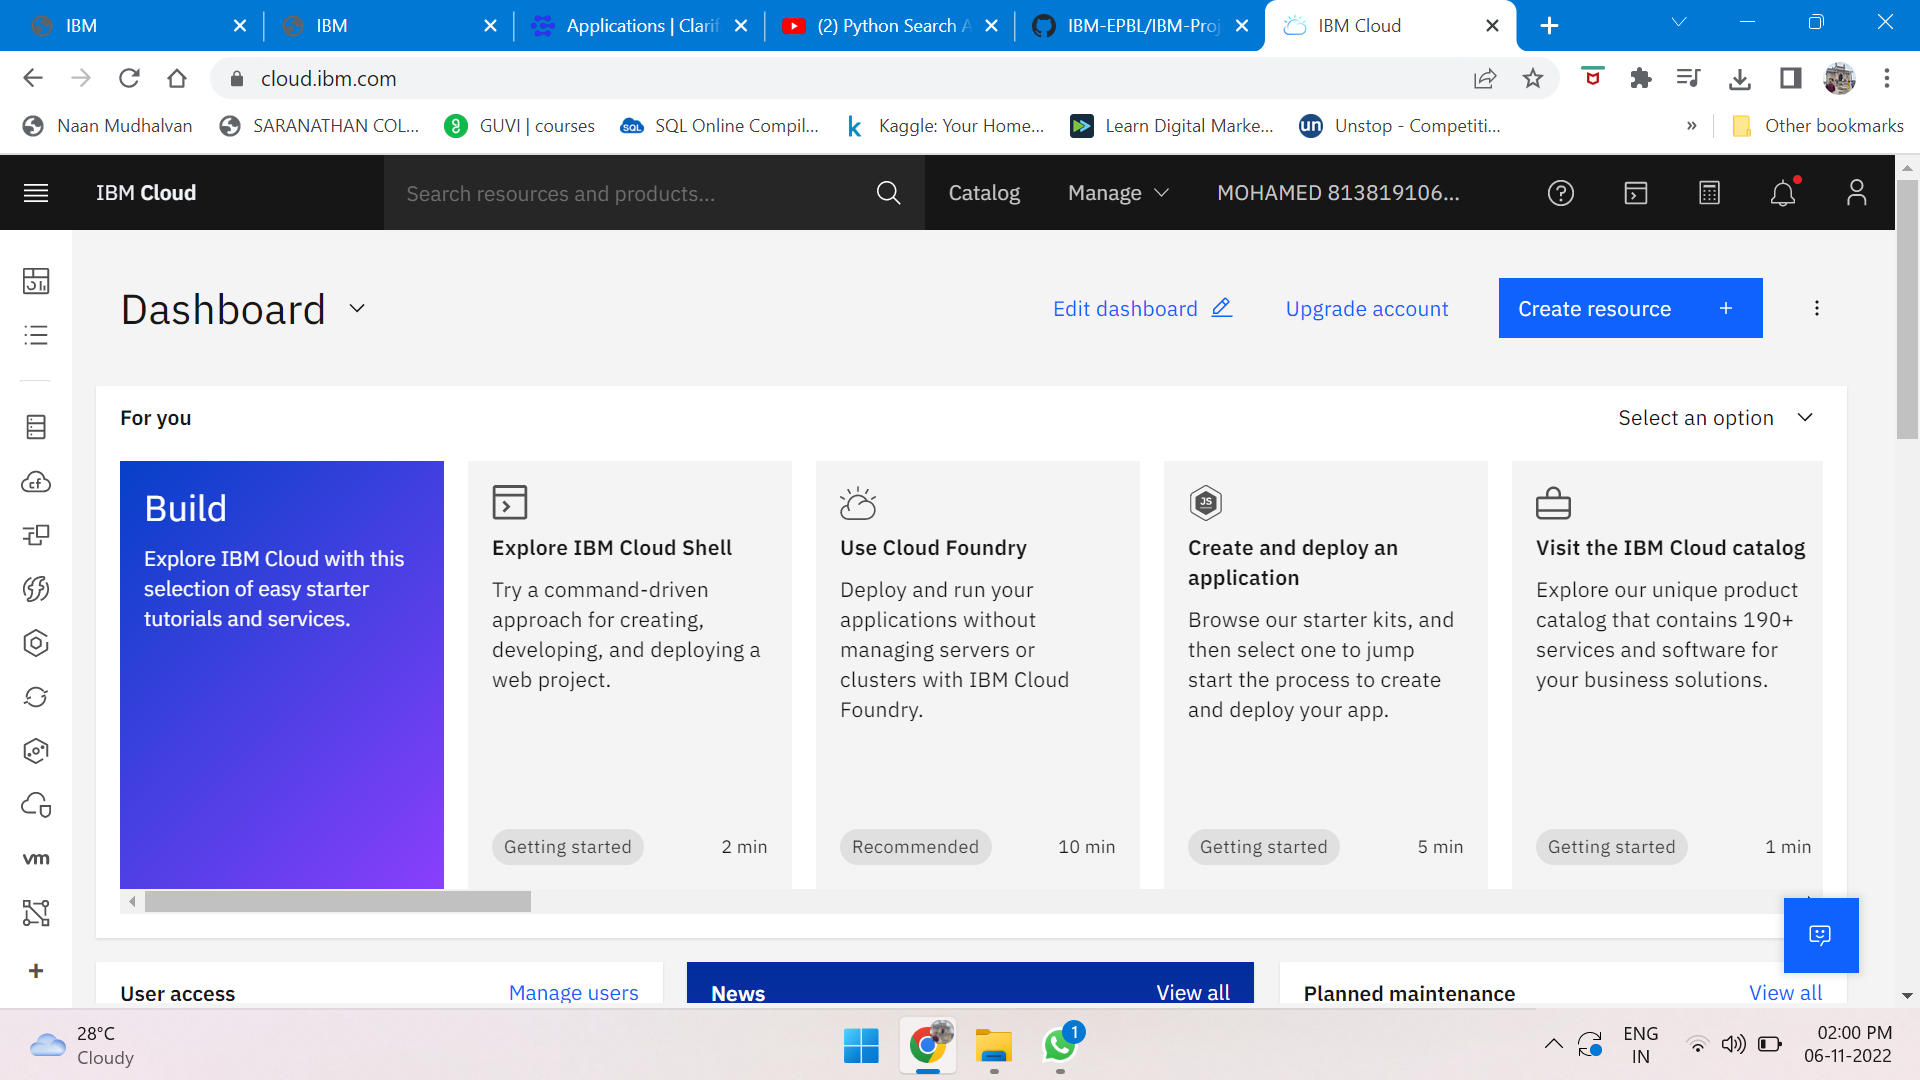 IBM
IBM
Applications | Clarif
(2) Python Search A
IBM-EPBL/IBM-Proj
IBM Cloud
cloud.ibm.com
Naan Mudhalvan
SARANATHAN COL...
GUVI | courses
SQL Online Compil...
Kaggle: Your Home...
Learn Digital Marke...
Unstop - Competiti...
»
Other bookmarks
IBM Cloud
Search resources and products...
Catalog
Manage
MOHAMED 813819106...
Dashboard
Edit dashboard
Upgrade account
Create resource +
For you
Select an option
Build
Explore IBM Cloud with this
selection of easy starter
tutorials and services.
Explore IBM Cloud Shell
Try a command-driven
approach for creating,
developing, and deploying a
web project.
Getting started
2 min
Use Cloud Foundry
Deploy and run your
applications without
managing servers or
clusters with IBM Cloud
Foundry.
Recommended
10 min
JS
Create and deploy an
application
Browse our starter kits, and
then select one to jump
start the process to create
and deploy your app.
Getting started
5 min
Visit the IBM Cloud catalog
Explore our unique product
catalog that contains 190+
services and software for
your business solutions.
Getting started
1 min
cf
vm
User access
Manage users
News
View all
Planned maintenance
View all
28°C
Cloudy
1
ENG
IN
02:00 PM
06-11-2022